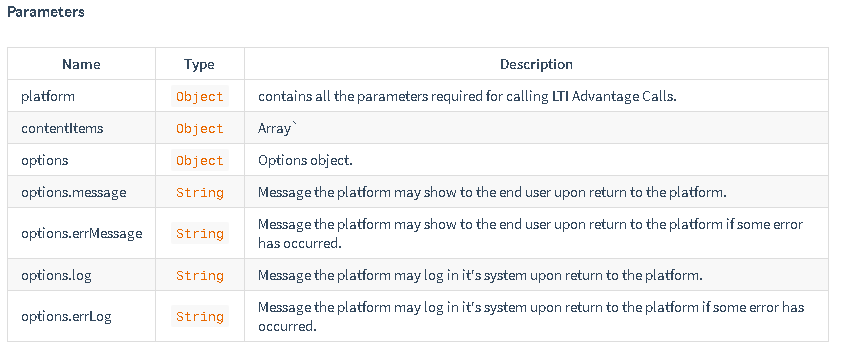 Parameters
Name Type Description
platform Object contains all the parameters required for calling LTI Advantage Calls.
contentItems Object Array`
options Object Options object.
options.message String Message the platform may show to the end user upon return to the platform.
options.errMessage String Message the platform may show to the end user upon return to the platform if some error
has occurred.
options.log String Message the platform may log in it's system upon return to the platform.
options.errLog String Message the platform may log in it's system upon return to the platform if some error has
occurred.